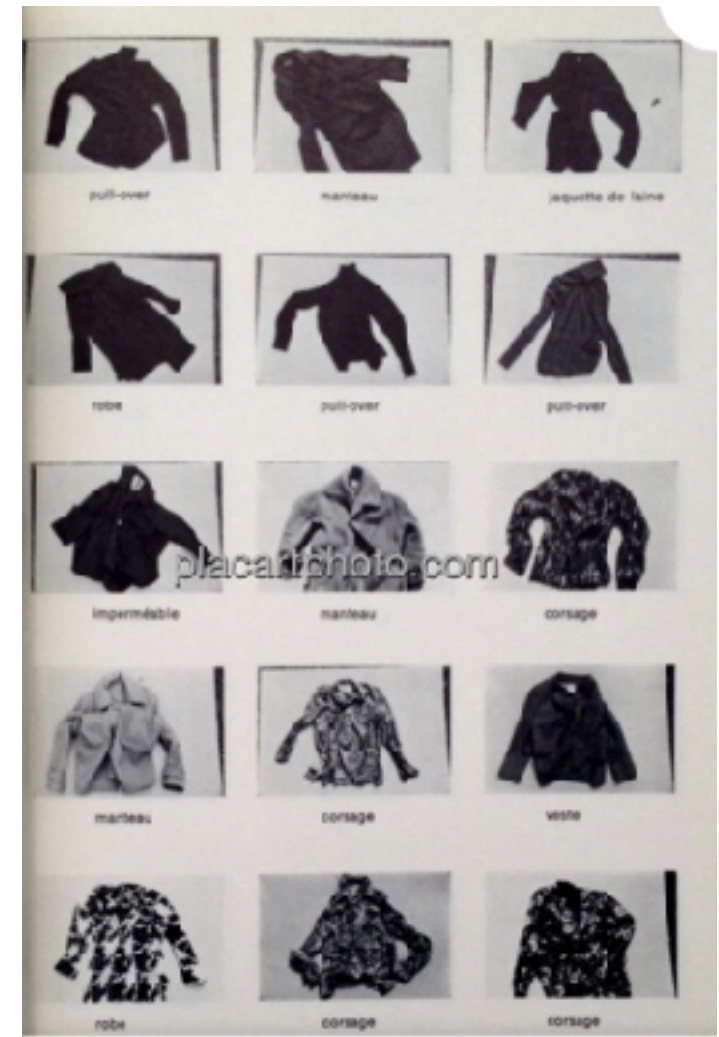 pull-over
manteau
jaquette de laine
robe
pull-over
pull-over
imperméable
manteau
corsage
placartphoto.com
manteau
corsage
veste
robe
corsage
corsage